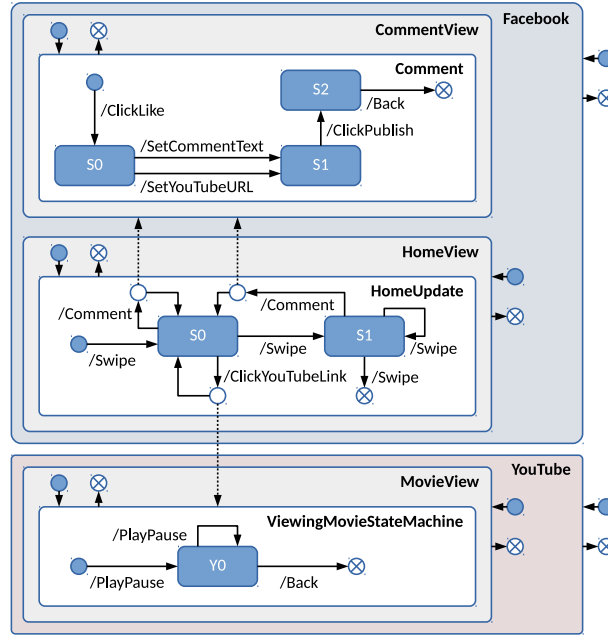 Facebook
CommentView
Comment
S2
/Back
/ClickLike
/ClickPublish
/SetCommentText
S0
S1
/SetYouTubeURL
HomeView
HomeUpdate
/Comment
/Comment
S0
S1
/Swipe
/Swipe
/Swipe
/ClickYouTubeLink
/Swipe
YouTube
MovieView
ViewingMovieStateMachine
/PlayPause
Y0
/PlayPause
/Back